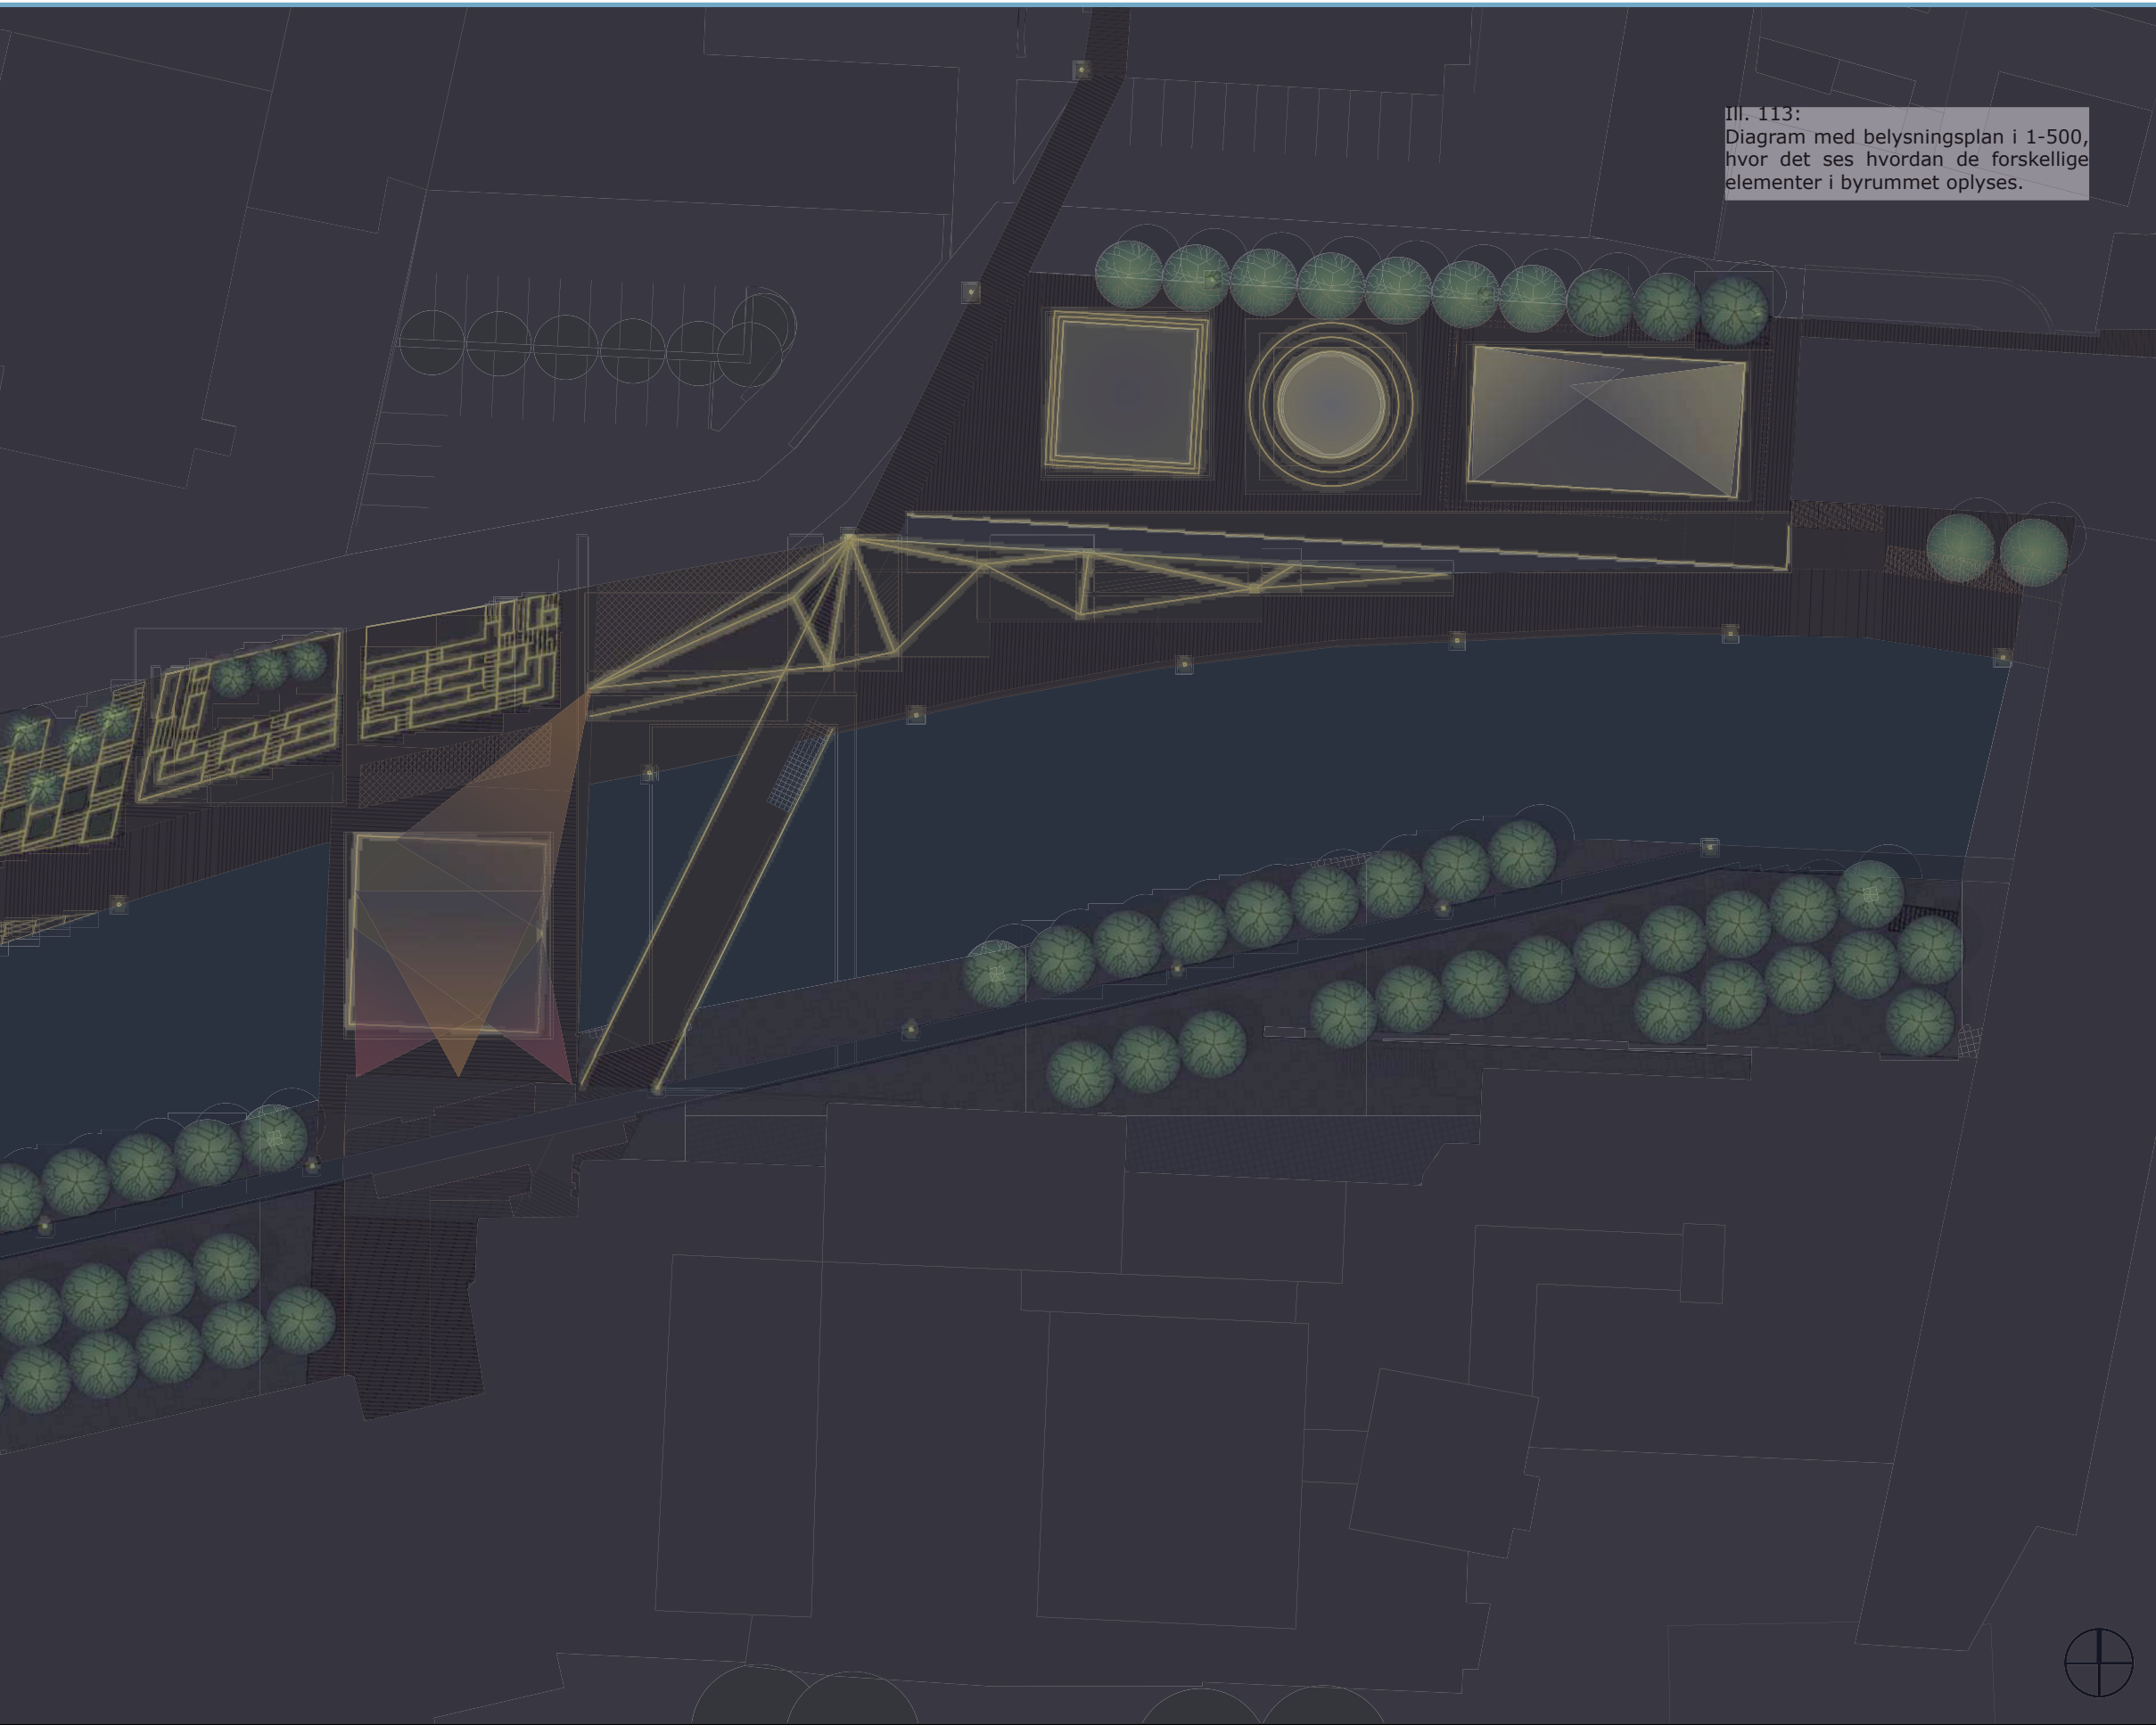 Ill. 113:
Diagram med belysningsplan i 1-500,
hvor det ses hvordan de forskellige
elementer i byrummet oplyses.